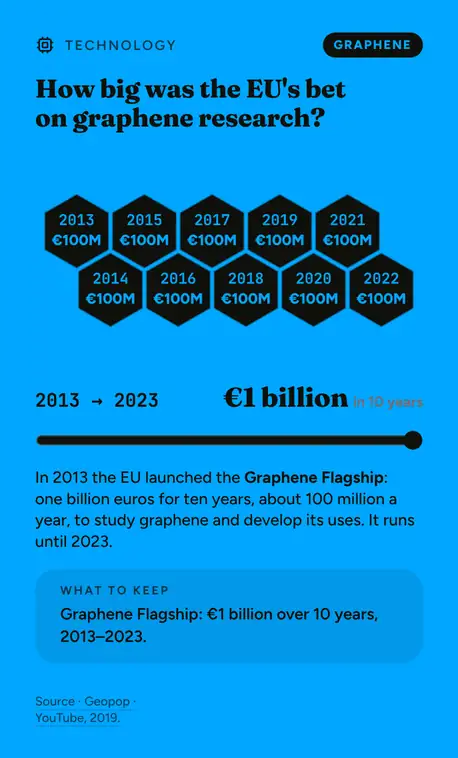 TECHNOLOGY
GRAPHENE
How big was the EU's bet
on graphene research?
2013
€100M
2015
€100M
2017
€100M
2019
€100M
2021
€100M
2014
€100M
2016
€100M
2018
€100M
2020
€100M
2022
€100M
2013 → 2023
€1 billion in 10 years
In 2013 the EU launched the Graphene Flagship:
one billion euros for ten years, about 100 million a
year, to study graphene and develop its uses. It runs
until 2023.
WHAT TO KEEP
Graphene Flagship: €1 billion over 10 years,
2013–2023.
Source · Geopop ·
YouTube, 2019.